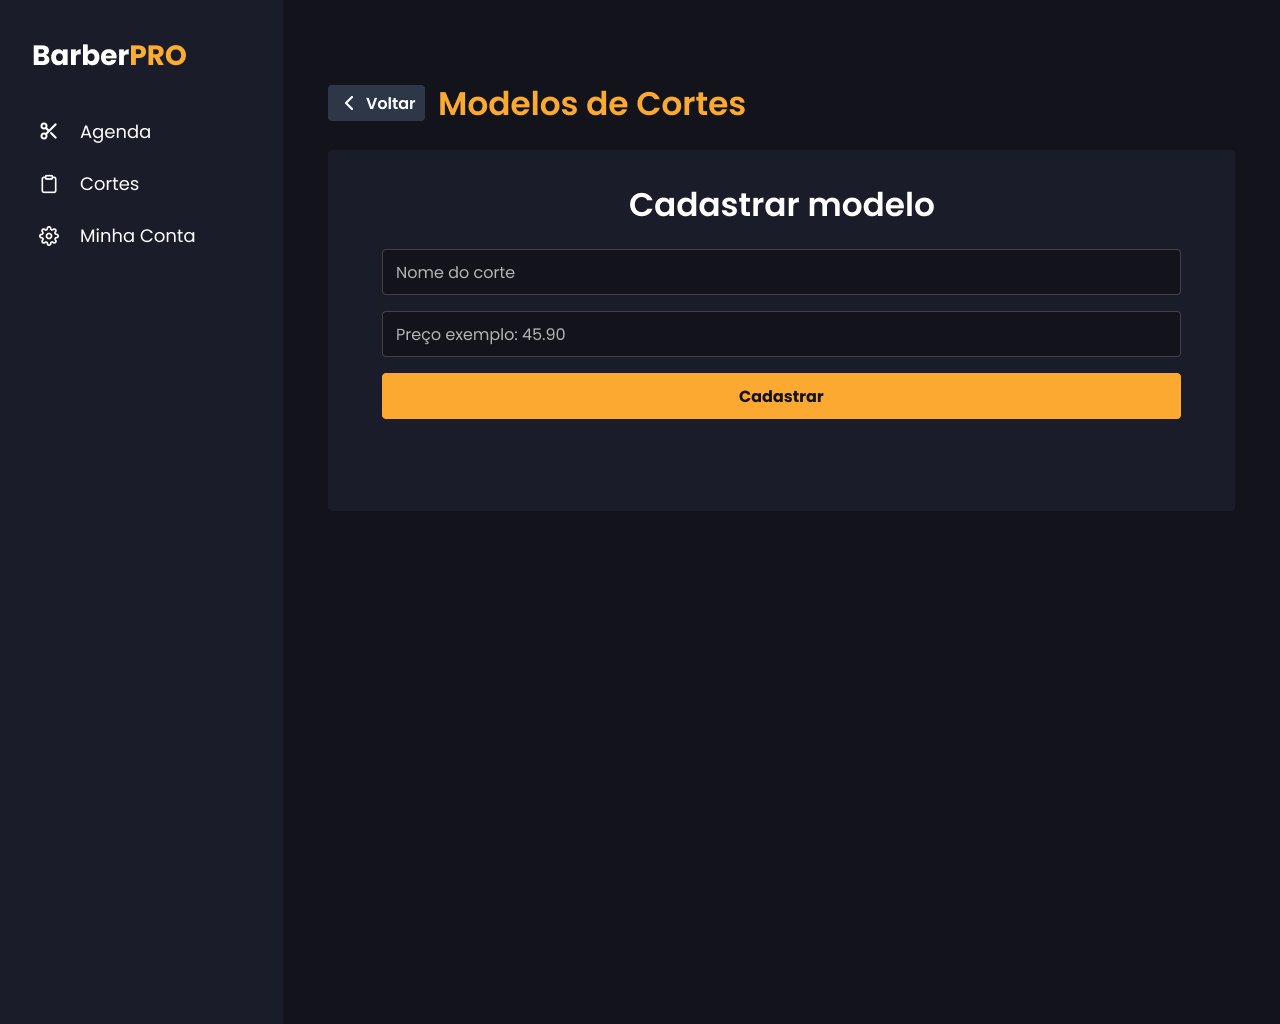 BarberPRO
Agenda
Cortes
Minha Conta
Voltar
Modelos de Cortes
Cadastrar modelo
Nome do corte
Preço exemplo: 45.90
Cadastrar